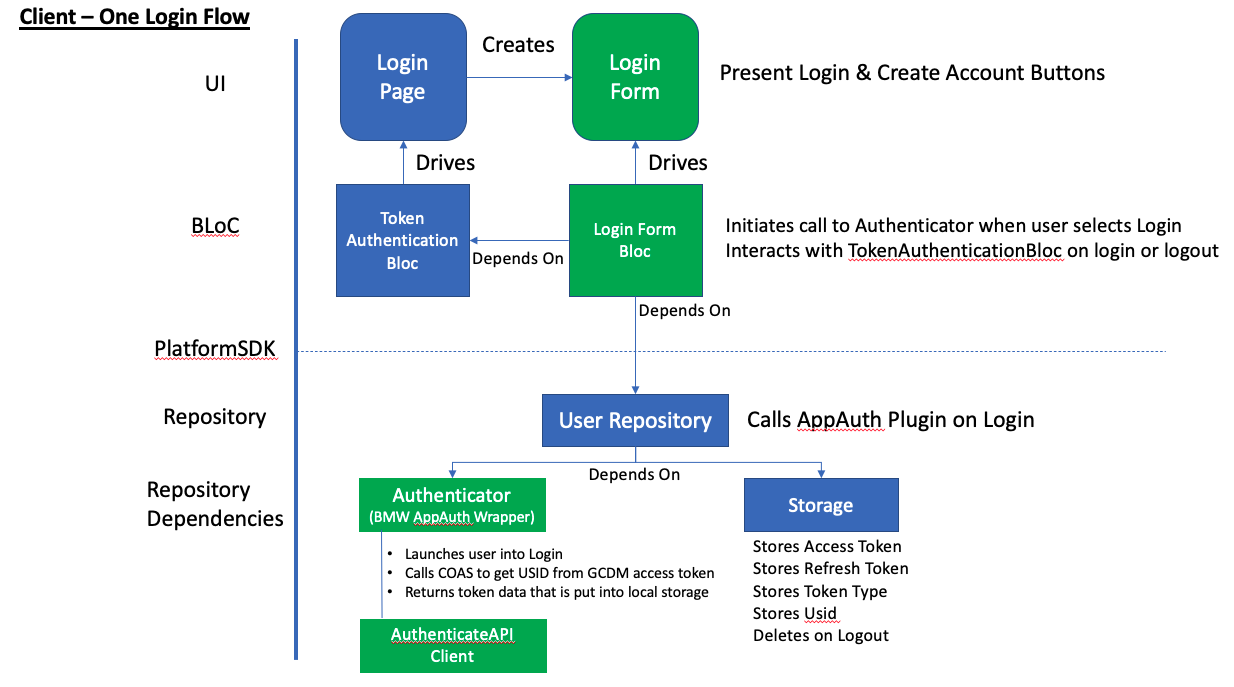 Client – One Login Flow
UI
Login
Page
Creates
Login
Form
Present Login & Create Account Buttons
Drives
Drives
BLoC
Token
Authentication
Bloc
Depends On
Login Form
Bloc
Initiates call to Authenticator when user selects Login
Interacts with TokenAuthenticationBloc on login or logout
Depends On
PlatformSDK
Repository
User Repository
Calls AppAuth Plugin on Login
Depends On
Repository
Dependencies
Authenticator
(BMW AppAuth Wrapper)
• Launches user into Login
• Calls COAS to get USID from GCDM access token
• Returns token data that is put into local storage
AuthenticateAPI
Client
Storage
Stores Access Token
Stores Refresh Token
Stores Token Type
Stores Usid
Deletes on Logout